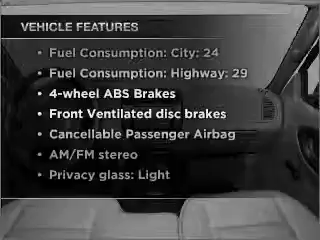 VEHICLE FEATURES
• Fuel Consumption: City: 24
• Fuel Consumption: Highway: 29
• 4-wheel ABS Brakes
• Front Ventilated disc brakes
• Cancellable Passenger Airbag
• AM/FM stereo
• Privacy glass: Light